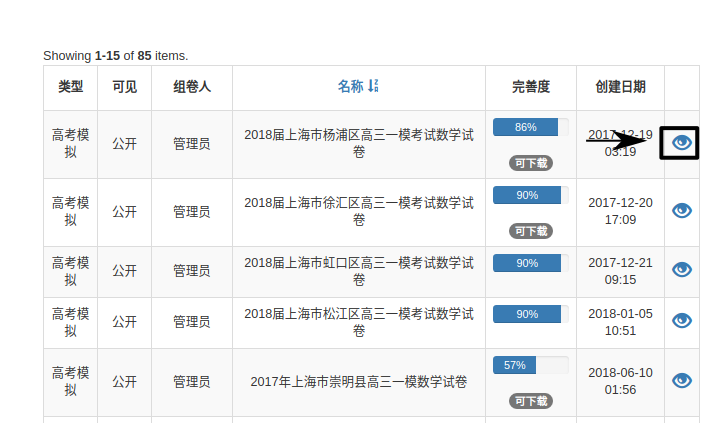 Showing 1-15 of 85 items.
类型 可见 组卷人 名称 完善度 创建日期
高考模拟 公开 管理员 2018届上海市杨浦区高三一模考试数学试卷 86% 可下载 2017-12-19 03:19
高考模拟 公开 管理员 2018届上海市徐汇区高三一模考试数学试卷 90% 可下载 2017-12-20 17:09
高考模拟 公开 管理员 2018届上海市虹口区高三一模考试数学试卷 90% 2017-12-21 09:15
高考模拟 公开 管理员 2018届上海市松江区高三一模考试数学试卷 90% 2018-01-05 10:51
高考模拟 公开 管理员 2017年上海市崇明县高三一模数学试卷 57% 可下载 2018-06-10 01:56